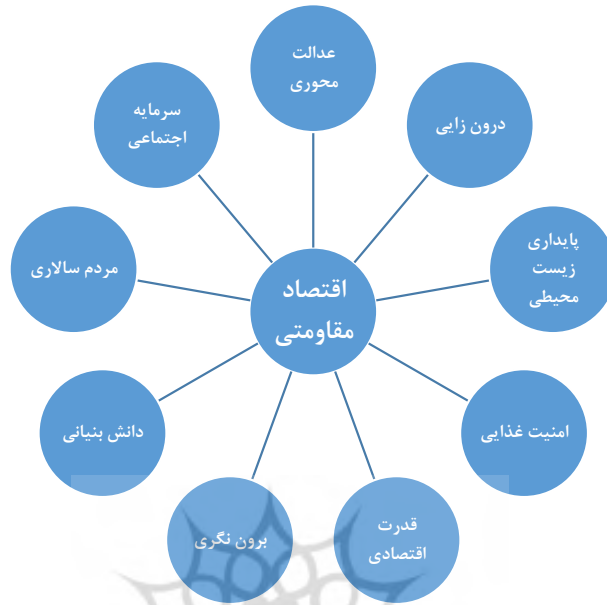 عدالت
محوری
درون زایی
پایداری
زیست
محیطی
امنیت غذایی
قدرت
اقتصادی
برون نگری
دانش بنیانی
مردم سالاری
سرمایه
اجتماعی
اقتصاد
مقاومتی